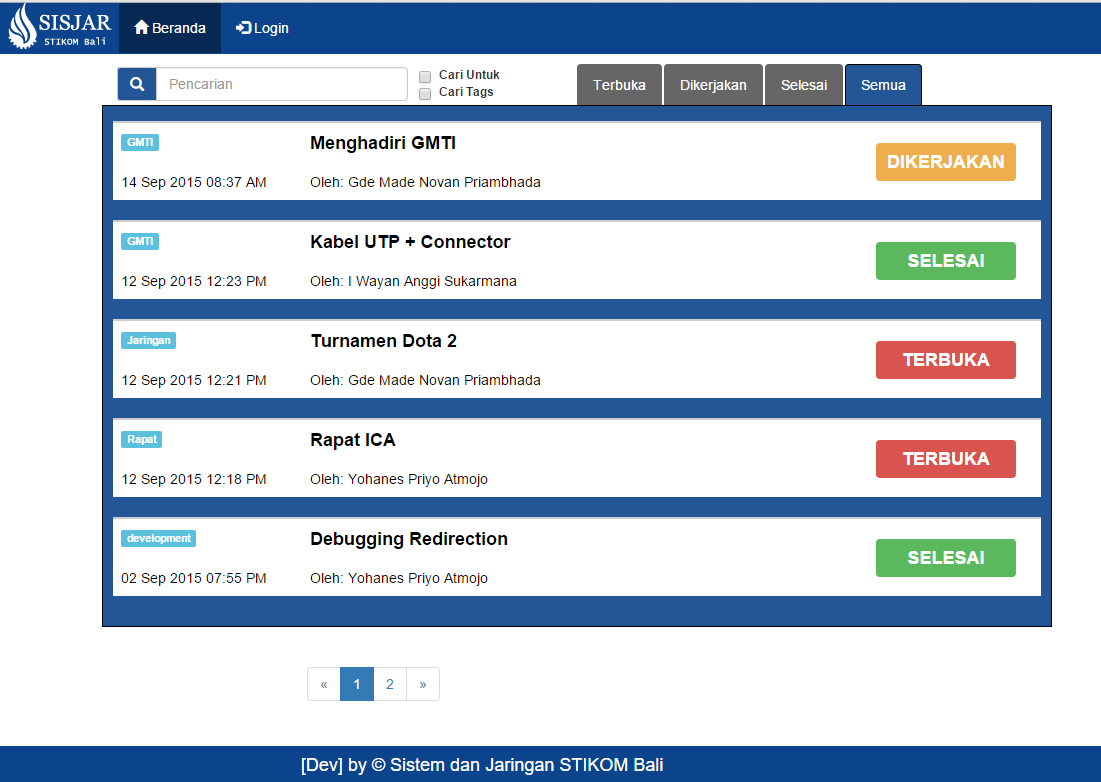 SISJAR
STIKOM Bali
Beranda
Login
Pencarian
Cari Untuk
Cari Tags
Terbuka
Dikerjakan
Selesai
Semua
GMTI
Menghadiri GMTI
14 Sep 2015 08:37 AM
Oleh: Gde Made Novan Priambhada
DIKERJAKAN
GMTI
Kabel UTP + Connector
12 Sep 2015 12:23 PM
Oleh: I Wayan Anggi Sukarmana
SELESAI
Jaringan
Turnamen Dota 2
12 Sep 2015 12:21 PM
Oleh: Gde Made Novan Priambhada
TERBUKA
Rapat
Rapat ICA
12 Sep 2015 12:18 PM
Oleh: Yohanes Priyo Atmojo
TERBUKA
development
Debugging Redirection
02 Sep 2015 07:55 PM
Oleh: Yohanes Priyo Atmojo
SELESAI
« 1 2 »
[Dev] by © Sistem dan Jaringan STIKOM Bali